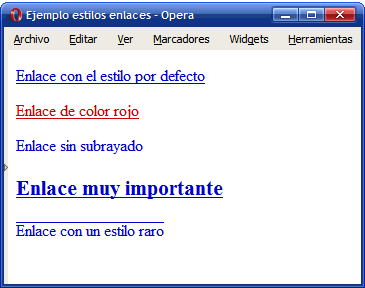 Ejemplo estilos enlaces - Opera
Archivo Editar Ver Marcadores Widgets Herramientas
Enlace con el estilo por defecto
Enlace de color rojo
Enlace sin subrayado
Enlace muy importante
Enlace con un estilo raro